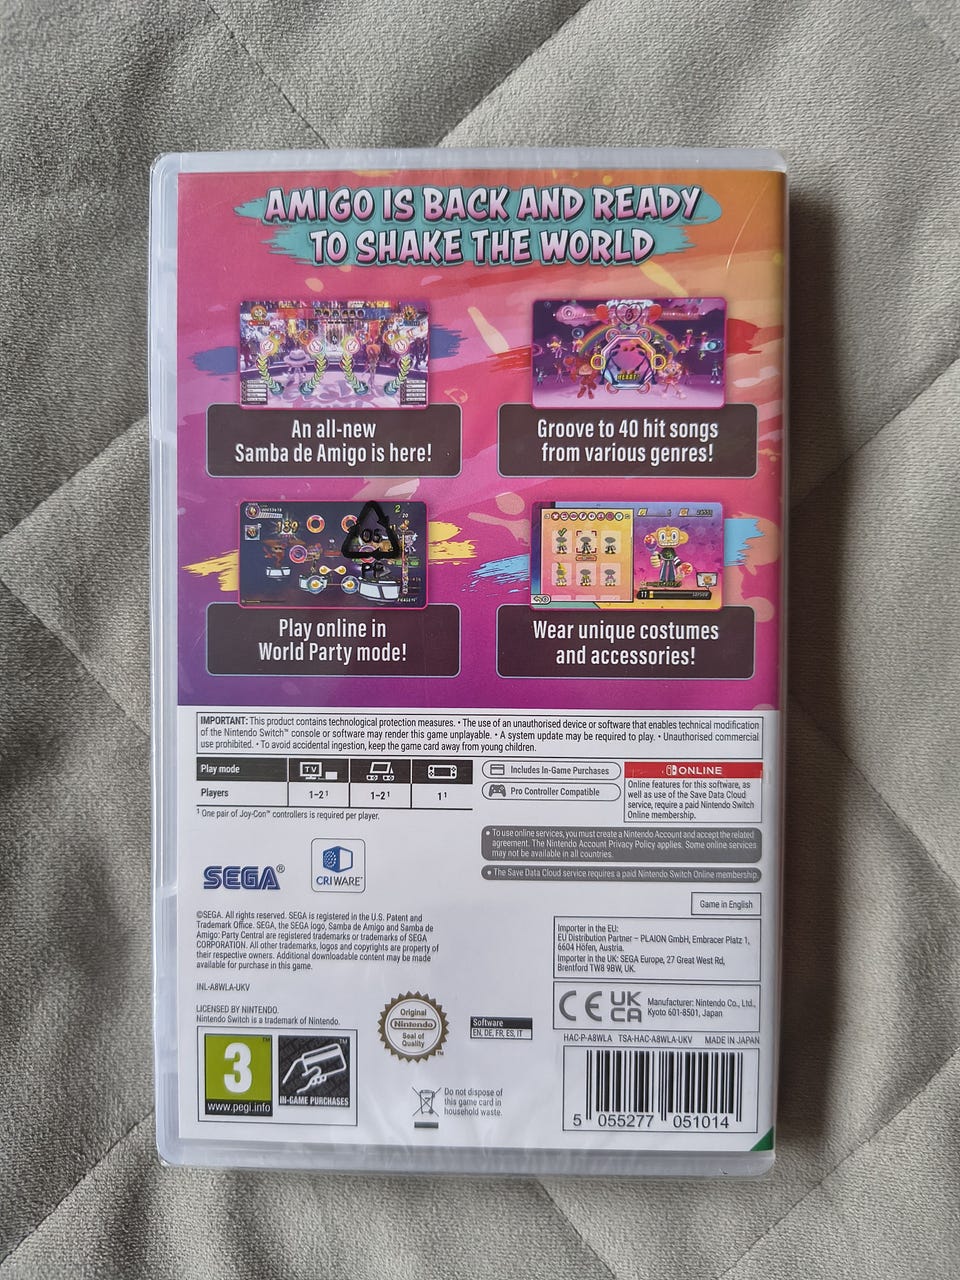 AMIGO IS BACK AND READY
TO SHAKE THE WORLD
An all-new
Samba de Amigo is here!
HEART
Groove to 40 hit songs
from various genres!
05
PP
Play online in
World Party mode!
Wear unique costumes
and accessories!
IMPORTANT: This product contains technological protection measures. • The use of an unauthorised device or software that enables technical modification
of the Nintendo Switch™ console or software may render this game unplayable. • A system update may be required to play. • Unauthorised commercial
use prohibited. • To avoid accidental ingestion, keep the game card away from young children.
Play mode
TV
Players
1–2¹
1–2¹
1¹
¹ One pair of Joy-Con™ controllers is required per player.
Includes In-Game Purchases
Pro Controller Compatible
ONLINE
Online features for this software, as
well as use of the Save Data Cloud
service, require a paid Nintendo Switch
Online membership.
• To use online services, you must create a Nintendo Account and accept the related
agreement. The Nintendo Account Privacy Policy applies. Some online services
may not be available in all countries.
• The Save Data Cloud service requires a paid Nintendo Switch Online membership.
SEGA®
CRIWARE™
Game in English
©SEGA. All rights reserved. SEGA is registered in the U.S. Patent and
Trademark Office. SEGA, the SEGA logo, Samba de Amigo and Samba de
Amigo: Party Central are registered trademarks or trademarks of SEGA
CORPORATION. All other trademarks, logos and copyrights are property of
their respective owners. Additional downloadable content may be made
available for purchase in this game.
Importer in the EU:
EU Distribution Partner – PLAION GmbH, Embracer Platz 1,
6604 Höfen, Austria.
Importer in the UK: SEGA Europe, 27 Great West Rd,
Brentford TW8 9BW, UK.
INL-A8WLA-UKV
LICENSED BY NINTENDO.
Nintendo Switch is a trademark of Nintendo.
CE UK
CA
Manufacturer: Nintendo Co., Ltd.,
Kyoto 601-8501, Japan
Original
Nintendo
Seal of
Quality
™
Software
EN, DE, FR, ES, IT
HAC-P-A8WLA TSA-HAC-A8WLA-UKV MADE IN JAPAN
3
™
www.pegi.info
™
IN-GAME PURCHASES
Do not dispose of
this game card in
household waste.
5 055277 051014